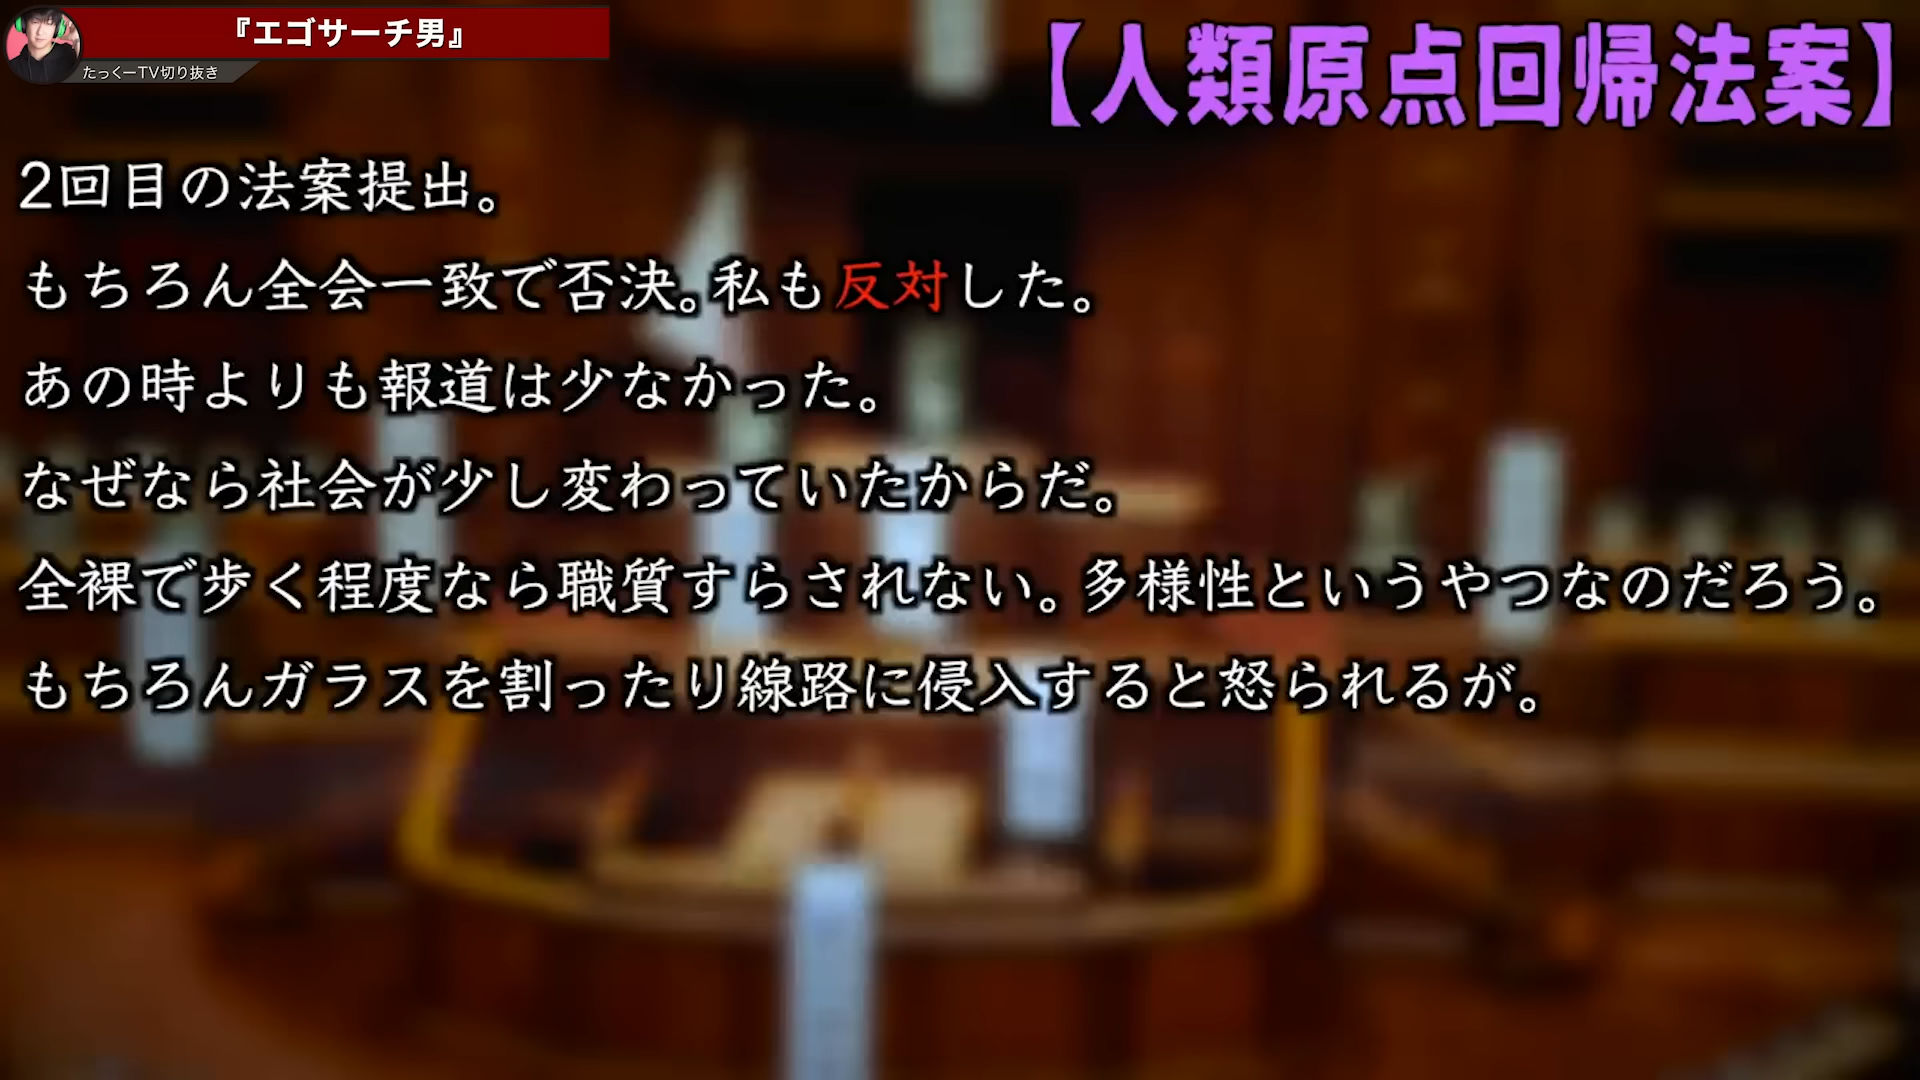 『エゴサーチ男』
たっくーTV切り抜き
【人類原点回帰法案】
2回目の法案提出。
もちろん全会一致で否決。私も反対した。
あの時よりも報道は少なかった。
なぜなら社会が少し変わっていたからだ。
全裸で歩く程度なら職質すらされない。多様性というやつなのだろう。
もちろんガラスを割ったり線路に侵入すると怒られるが。